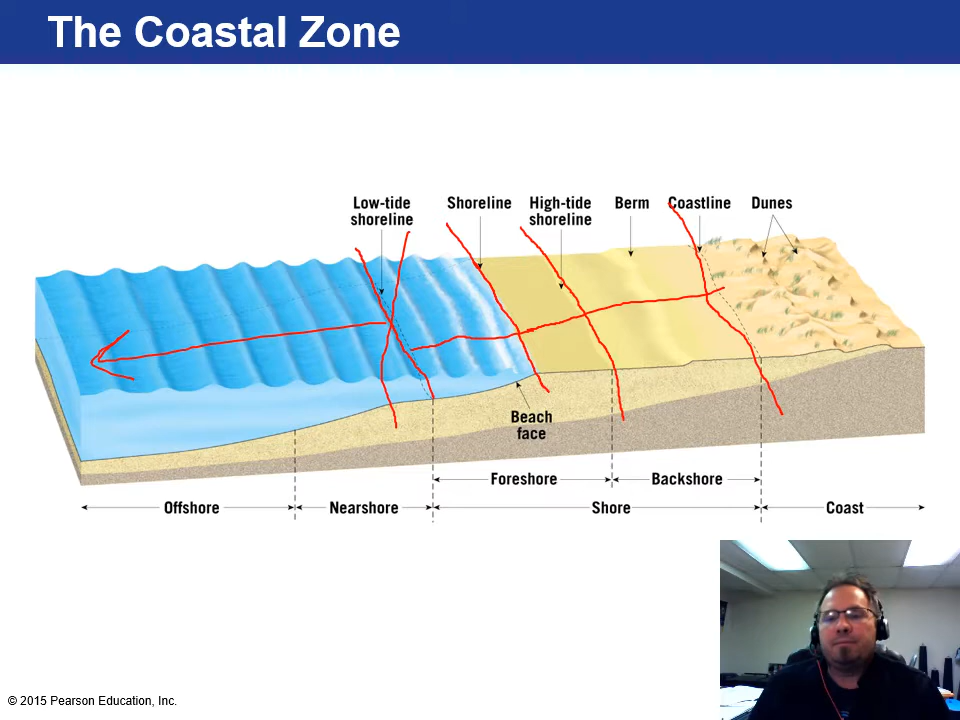 The Coastal Zone
Low-tide
shoreline
Shoreline
High-tide
shoreline
Berm
Coastline
Dunes
Beach
face
Foreshore
Backshore
Offshore
Nearshore
Shore
Coast
© 2015 Pearson Education, Inc.